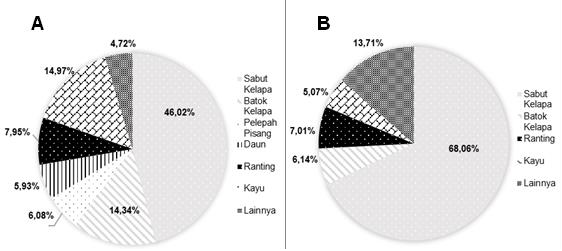 A
4,72%
14,97%
46,02%
7,95%
5,93%
6,08%
14,34%
Sabut
Kelapa
Batok
Kelapa
Pelepah
Pisang
Daun
Ranting
Kayu
Lainnya
B
13,71%
5,07%
7,01%
6,14%
68,06%
Sabut
Kelapa
Batok
Kelapa
Ranting
Kayu
Lainnya